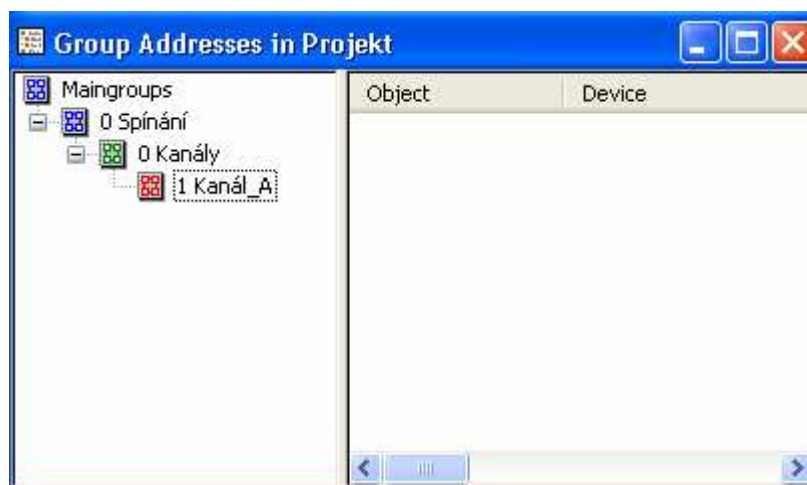 Group Addresses in Projekt
Maingroups
0 Spínání
0 Kanály
1 Kanál_A
Object Device